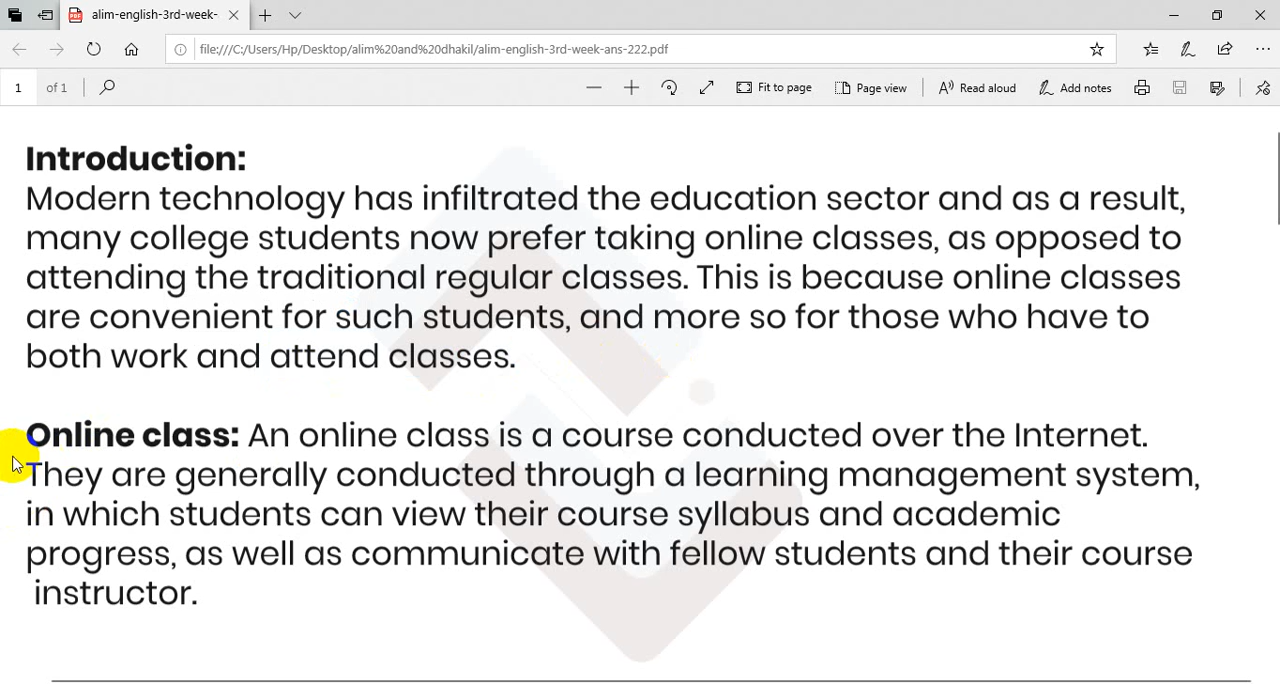 alim-english-3rd-week-
file:///C:/Users/Hp/Desktop/alim%20and%20dhakil/alim-english-3rd-week-ans-222.pdf
1 of 1 Fit to page Page view Read aloud Add notes
Introduction:
Modern technology has infiltrated the education sector and as a result,
many college students now prefer taking online classes, as opposed to
attending the traditional regular classes. This is because online classes
are convenient for such students, and more so for those who have to
both work and attend classes.
Online class: An online class is a course conducted over the Internet.
They are generally conducted through a learning management system,
in which students can view their course syllabus and academic
progress, as well as communicate with fellow students and their course
instructor.